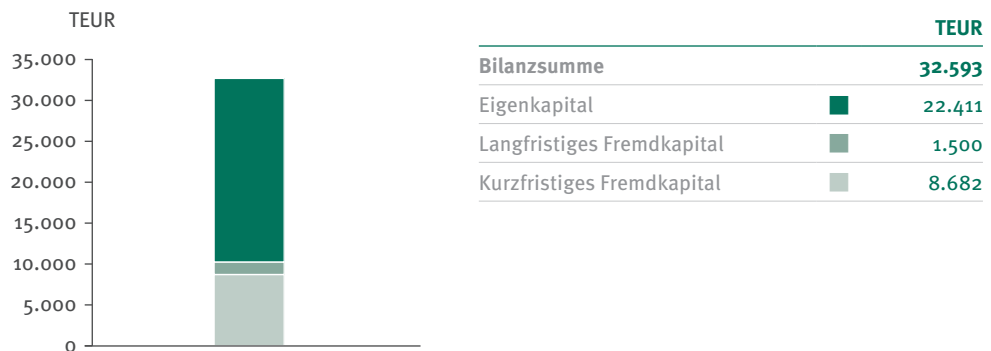 TEUR
35.000
30.000
25.000
20.000
15.000
10.000
5.000
0
TEUR
Bilanzsumme 32.593
Eigenkapital 22.411
Langfristiges Fremdkapital 1.500
Kurzfristiges Fremdkapital 8.682